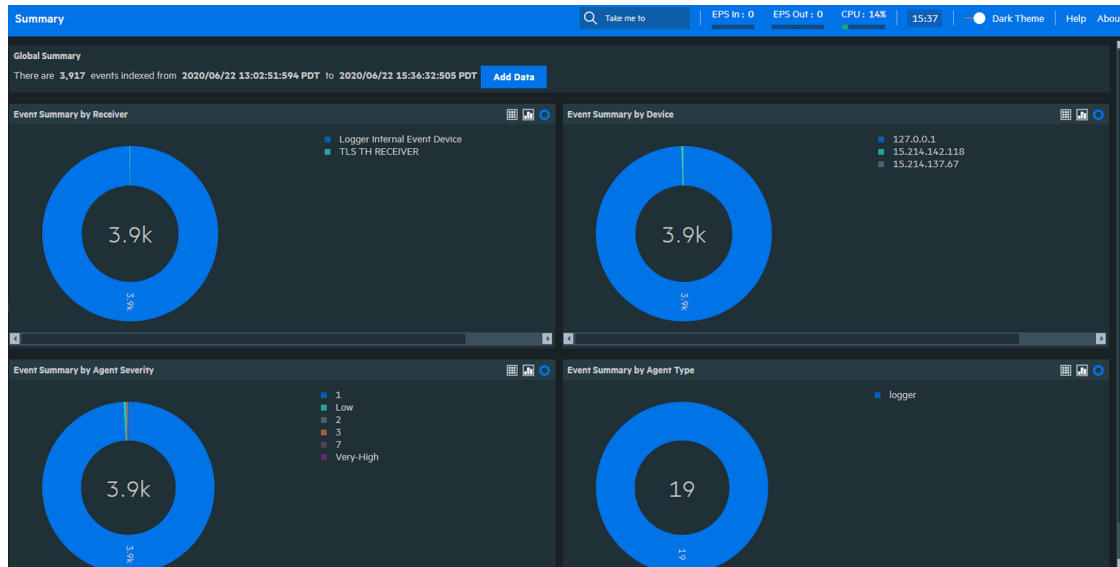 Summary
Take me to
EPS In : 0
EPS Out : 0
CPU : 14%
15:37
Dark Theme
Help
Abou
Global Summary
There are 3,917 events indexed from 2020/06/22 13:02:51:594 PDT to 2020/06/22 15:36:32:505 PDT
Add Data
Event Summary by Receiver
Logger Internal Event Device
TLS TH RECEIVER
3.9k
3.9k
Event Summary by Device
127.0.0.1
15.214.142.118
15.214.137.67
3.9k
3.9k
Event Summary by Agent Severity
1
Low
2
3
7
Very-High
3.9k
3.9k
Event Summary by Agent Type
logger
19
19